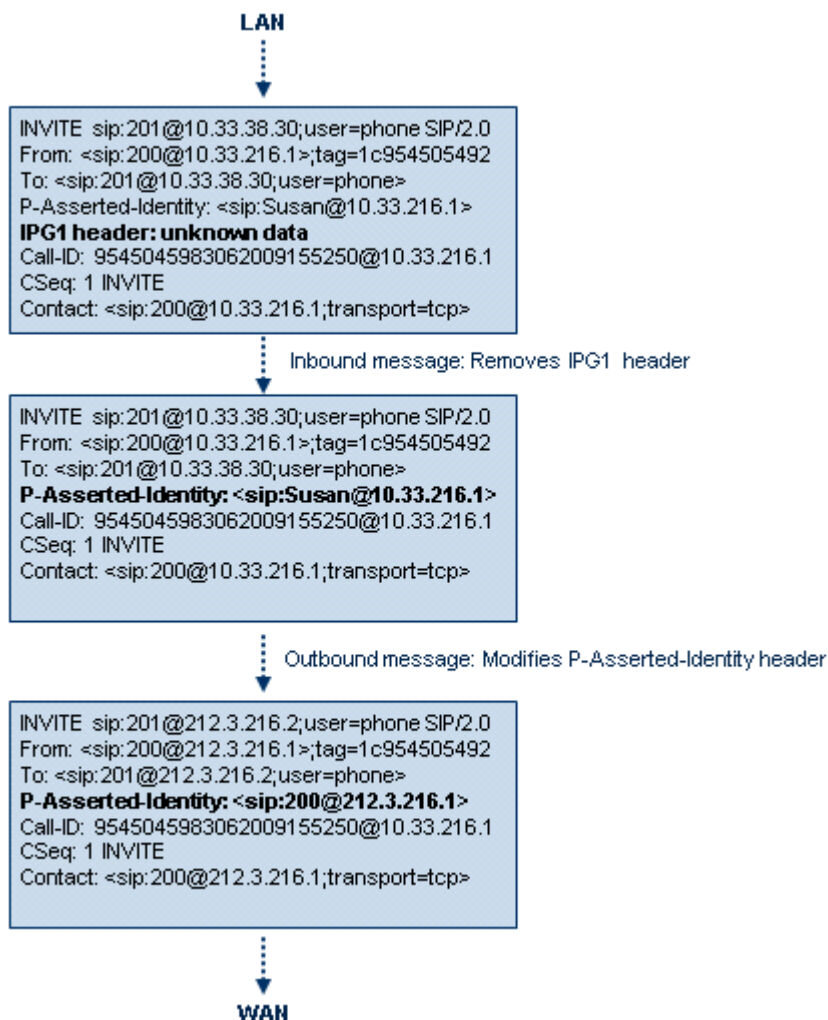 LAN
INVITE sip:201@10.33.38.30;user=phone SIP/2.0
From: <sip:200@10.33.216.1>;tag=1c954505492
To: <sip:201@10.33.38.30;user=phone>
P-Asserted-Identity: <sip:Susan@10.33.216.1>
IPG1 header: unknown data
Call-ID: 9545045983062009155250@10.33.216.1
CSeq: 1 INVITE
Contact: <sip:200@10.33.216.1;transport=tcp>
Inbound message: Removes IPG1 header
INVITE sip:201@10.33.38.30;user=phone SIP/2.0
From: <sip:200@10.33.216.1>;tag=1c954505492
To: <sip:201@10.33.38.30;user=phone>
P-Asserted-Identity: <sip:Susan@10.33.216.1>
Call-ID: 9545045983062009155250@10.33.216.1
CSeq: 1 INVITE
Contact: <sip:200@10.33.216.1;transport=tcp>
Outbound message: Modifies P-Asserted-Identity header
INVITE sip:201@212.3.216.2;user=phone SIP/2.0
From: <sip:200@212.3.216.1>;tag=1c954505492
To: <sip:201@212.3.216.2;user=phone>
P-Asserted-Identity: <sip:200@212.3.216.1>
Call-ID: 9545045983062009155250@10.33.216.1
CSeq: 1 INVITE
Contact: <sip:200@212.3.216.1;transport=tcp>
WAN